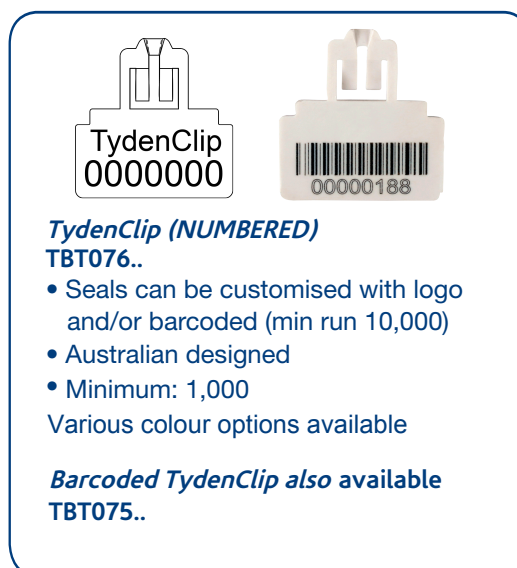 TydenClip
0000000
00000188
TydenClip (NUMBERED)
TBT076..
• Seals can be customised with logo
and/or barcoded (min run 10,000)
• Australian designed
• Minimum: 1,000
Various colour options available
Barcoded TydenClip also available
TBT075..